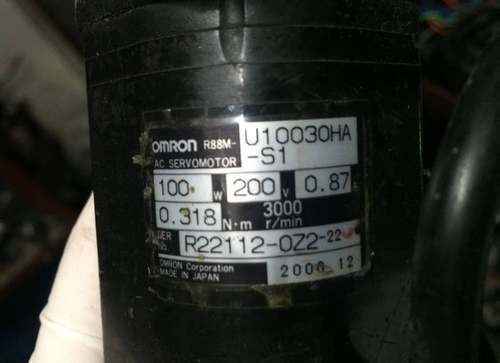 OMRON R88M- U10030HA
AC SERVOMOTOR -S1
100 W 200 V 0.87
0.318 N·m 3000 r/min
NO. R22112-0Z2-22
OMRON Corporation
MADE IN JAPAN 2000.12